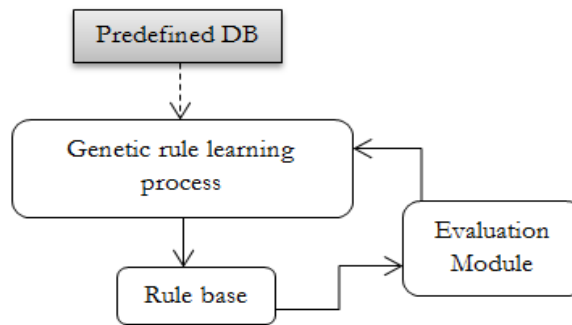 Predefined DB
Genetic rule learning
process
Evaluation
Module
Rule base